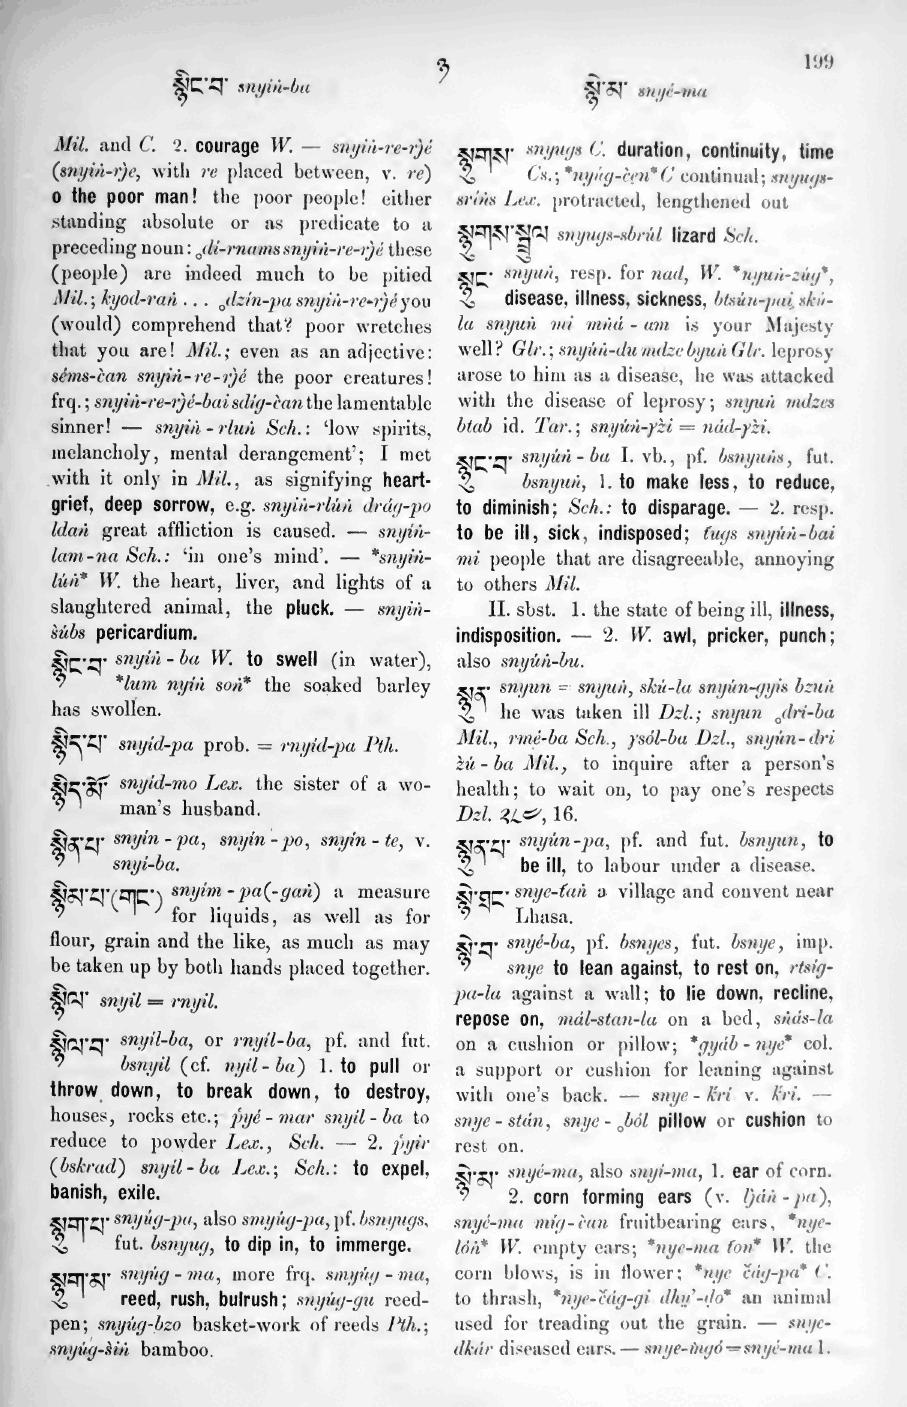 སྙིང་བ་ snyiṅ-ba
ཉ
སྙེ་མ་ snyé-ma
199
Mil. and C. 2. courage W. — snyiṅ-re-rǰé
(snyiṅ-rǰe, with re placed between, v. re)
o the poor man! the poor people! either
standing absolute or as predicate to a
preceding noun: ₒdi-rnams snyiṅ-re-rǰé these
(people) are indeed much to be pitied
Mil.; kyod-raṅ . . . ₒdzin-pa snyiṅ-re-rǰé you
(would) comprehend that? poor wretches
that you are! Mil.; even as an adjective:
séms-c̀an snyiṅ-re-rǰé the poor creatures!
frq.; snyiṅ-re-rǰé-bai sdíg-c̀an the lamentable
sinner! — snyiṅ-rluṅ Sch.: ‘low spirits,
melancholy, mental derangement’; I met
with it only in Mil., as signifying heart-
grief, deep sorrow, e.g. snyiṅ-rlúṅ drág-po
ldaṅ great affliction is caused. — snyiṅ-
lam-na Sch.: ‘in one’s mind’. — *snyiṅ-
lúṅ* W. the heart, liver, and lights of a
slaughtered animal, the pluck. — snyiṅ-
šúbs pericardium.
སྙིང་བ་ snyiṅ-ba W. to swell (in water),
*lum nyiṅ soṅ* the soaked barley
has swollen.
སྙིད་པ་ snyid-pa prob. = rnyid-pa Pth.
སྙིད་མོ་ snyid-mo Lex. the sister of a wo-
man’s husband.
སྙིན་པ་ snyin-pa, snyin-po, snyin-te, v.
snyi-ba.
སྙིམ་པ་(གང་) snyim-pa(-gaṅ) a measure
for liquids, as well as for
flour, grain and the like, as much as may
be taken up by both hands placed together.
སྙིལ་ snyil = rnyil.
སྙིལ་བ་ snyil-ba, or rnyil-ba, pf. and fut.
bsnyil (cf. nyil-ba) 1. to pull or
throw down, to break down, to destroy,
houses, rocks etc.; p̀yé-mar snyil-ba to
reduce to powder Lex., Sch. — 2. p̀yir
(bskrad) snyil-ba Lex.; Sch.: to expel,
banish, exile.
སྙུག་པ་ snyúg-pa, also smyúg-pa, pf. bsnyugs,
fut. bsnyug, to dip in, to immerge.
སྙུག་མ་ snyúg-ma, more frq. smyúg-ma,
reed, rush, bulrush; snyúg-gu reed-
pen; snyúg-bzo basket-work of reeds Pth.;
snyúg-šiṅ bamboo.
སྙུགས་ snyugs C. duration, continuity, time
Cs.; *nyúg-c̀en* C continual; snyugs-
sriṅs Lex. protracted, lengthened out
སྙུགས་སྦྲུལ snyugs-sbrúl lizard Sch.
སྙུང་ snyuṅ, resp. for nad, W. *nyuṅ-zúg*,
disease, illness, sickness, btsún-pai skú-
la snyuṅ mi mṅá-am is your Majesty
well? Glr.; snyúṅ-du mdze byuṅ Glr. leprosy
arose to him as a disease, he was attacked
with the disease of leprosy; snyuṅ mdzes
btab id. Tar.; snyúṅ-γži = nád-γži.
སྙུང་བ་ snyúṅ-ba I. vb., pf. bsnyuṅs, fut.
bsnyuṅ, 1. to make less, to reduce,
to diminish; Sch.: to disparage. — 2. resp.
to be ill, sick, indisposed; t̀ugs snyúṅ-bai
mi people that are disagreeable, annoying
to others Mil.
II. sbst. 1. the state of being ill, illness,
indisposition. — 2. W. awl, pricker, punch;
also snyúṅ-bu.
སྙུན་ snyun = snyuṅ, skú-la snyún-gyis bzuṅ
he was taken ill Dzl.; snyun ₒdri-ba
Mil., rmé-ba Sch., γsól-ba Dzl., snyún-dri
žú-ba Mil., to inquire after a person’s
health; to wait on, to pay one’s respects
Dzl. 16.
སྙུན་པ་ snyún-pa, pf. and fut. bsnyun, to
be ill, to labour under a disease.
སྙེ་ཐང་ snye-t̀aṅ a village and convent near
Lhasa.
སྙེ་བ་ snyé-ba, pf. bsnyes, fut. bsnye, imp.
snye to lean against, to rest on, rtsig-
pa-la against a wall; to lie down, recline,
repose on, mál-stan-la on a bed, sṅás-la
on a cushion or pillow; *gyáb-nye* col.
a support or cushion for leaning against
with one’s back. — snye-k̀ri v. k̀ri. —
snye-stán, snye-ₒból pillow or cushion to
rest on.
སྙེ་མ་ snyé-ma, also snyi-ma, 1. ear of corn.
2. corn forming ears (v. ljáṅ-pa),
snyé-ma míg-c̀an fruitbearing ears, *nye-
lóṅ* W. empty ears; *nye-ma t̀on* W. the
corn blows, is in flower; *nye čág-pa* C.
to thrash, *nye-čág-gi dhu’-ḍo* an animal
used for treading out the grain. — snye-
dkár diseased ears. — snye-mgó = snyé-ma 1.